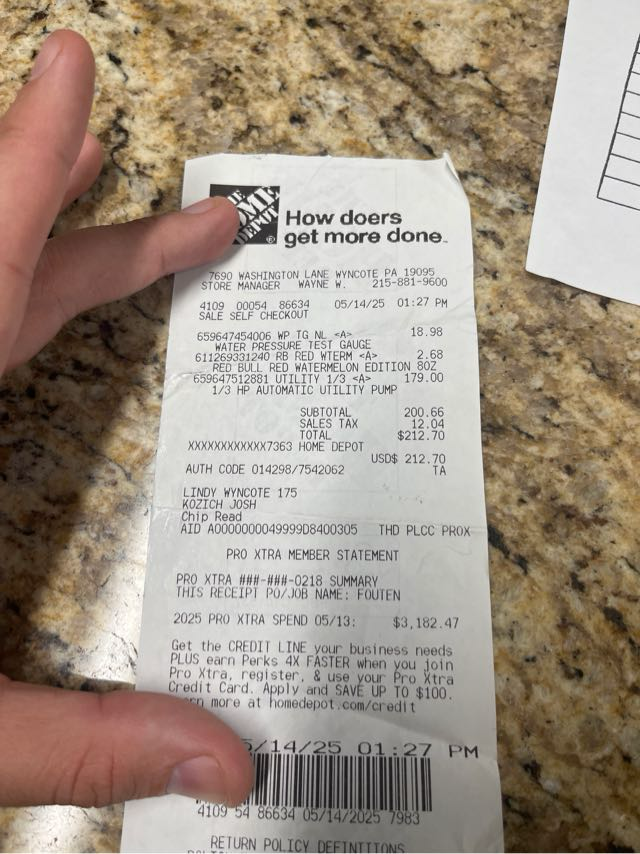 HOME
DEPOT
®
How doers
get more done™
7690 WASHINGTON LANE WYNCOTE PA 19095
STORE MANAGER WAYNE W. 215-881-9600
4109 00054 86634 05/14/25 01:27 PM
SALE SELF CHECKOUT
659647454006 WP TG NL <A> 18.98
WATER PRESSURE TEST GAUGE
611269331240 RB RED WTERM <A> 2.68
RED BULL RED WATERMELON EDITION 8OZ
659647512881 UTILITY 1/3 <A> 179.00
1/3 HP AUTOMATIC UTILITY PUMP
SUBTOTAL 200.66
SALES TAX 12.04
TOTAL $212.70
XXXXXXXXXXXX7363 HOME DEPOT
USD$ 212.70
AUTH CODE 014298/7542062 TA
LINDY WYNCOTE 175
KOZICH JOSH
Chip Read
AID A0000000049999D8400305 THD PLCC PROX
PRO XTRA MEMBER STATEMENT
PRO XTRA ###-###-0218 SUMMARY
THIS RECEIPT PO/JOB NAME: FOUTEN
2025 PRO XTRA SPEND 05/13: $3,182.47
Get the CREDIT LINE your business needs
PLUS earn Perks 4X FASTER when you join
Pro Xtra, register, & use your Pro Xtra
Credit Card. Apply and SAVE UP TO $100.
rn more at homedepot.com/credit
5/14/25 01:27 PM
4109 54 86634 05/14/2025 7983
RETURN POLICY DEFINITIONS